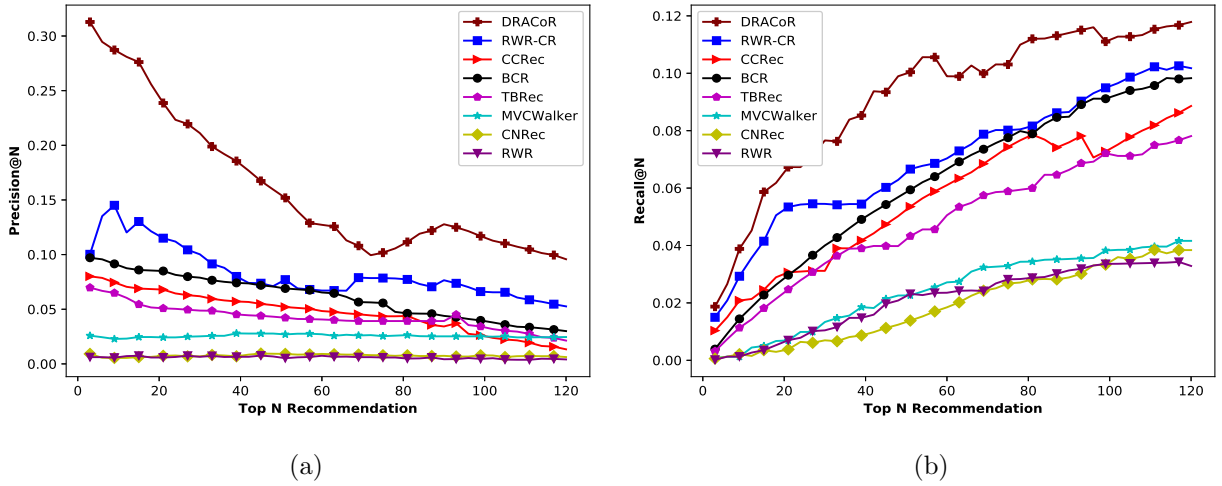 DRACoR
RWR-CR
CCRec
BCR
TBRec
MVCWalker
CNRec
RWR
0.30
0.25
0.20
0.15
0.10
0.05
0.00
Precision@N
0 20 40 60 80 100 120
Top N Recommendation
(a)
DRACoR
RWR-CR
CCRec
BCR
TBRec
MVCWalker
CNRec
RWR
0.12
0.10
0.08
0.06
0.04
0.02
0.00
Recall@N
0 20 40 60 80 100 120
Top N Recommendation
(b)